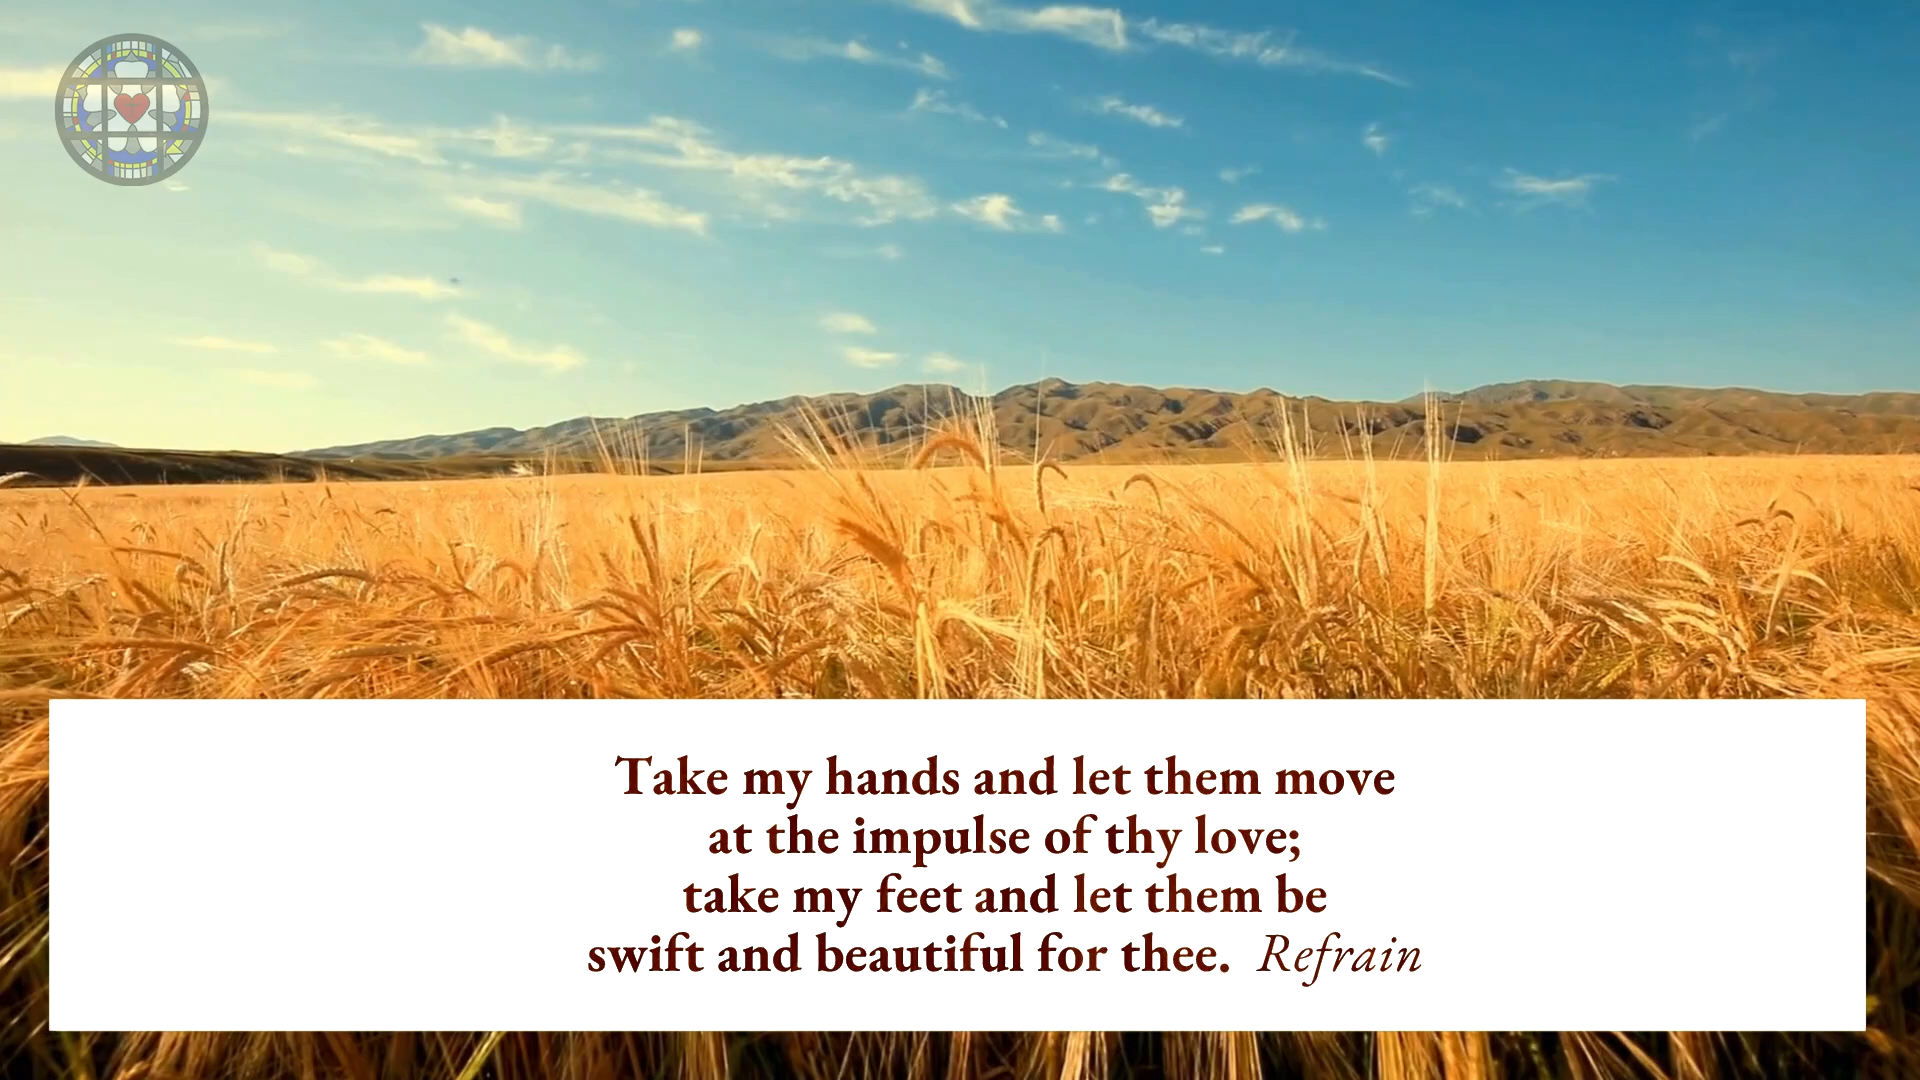 Take my hands and let them move
at the impulse of thy love;
take my feet and let them be
swift and beautiful for thee. Refrain